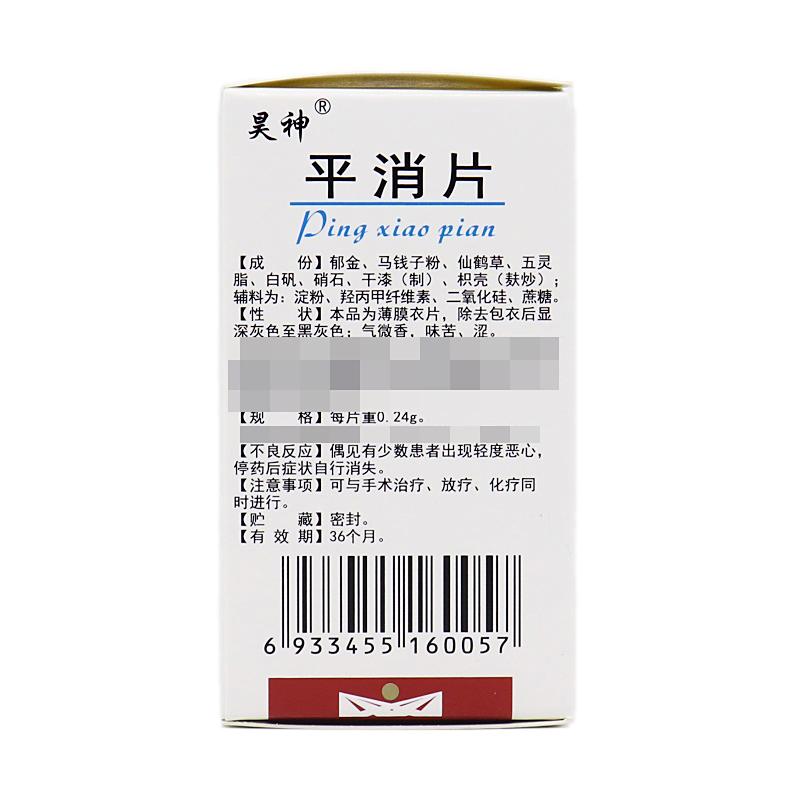 昊神®
平消片
Ping xiao pian
【成 份】郁金、马钱子粉、仙鹤草、五灵
脂、白矾、硝石、干漆（制）、枳壳（麸炒）；
辅料为：淀粉、羟丙甲纤维素、二氧化硅、蔗糖。
【性 状】本品为薄膜衣片，除去包衣后显
深灰色至黑灰色；气微香，味苦、涩。
【规 格】每片重0.24g。
【不良反应】偶见有少数患者出现轻度恶心，
停药后症状自行消失。
【注意事项】可与手术治疗、放疗、化疗同
时进行。
【贮 藏】密封。
【有 效 期】36个月。
6 933455 160057